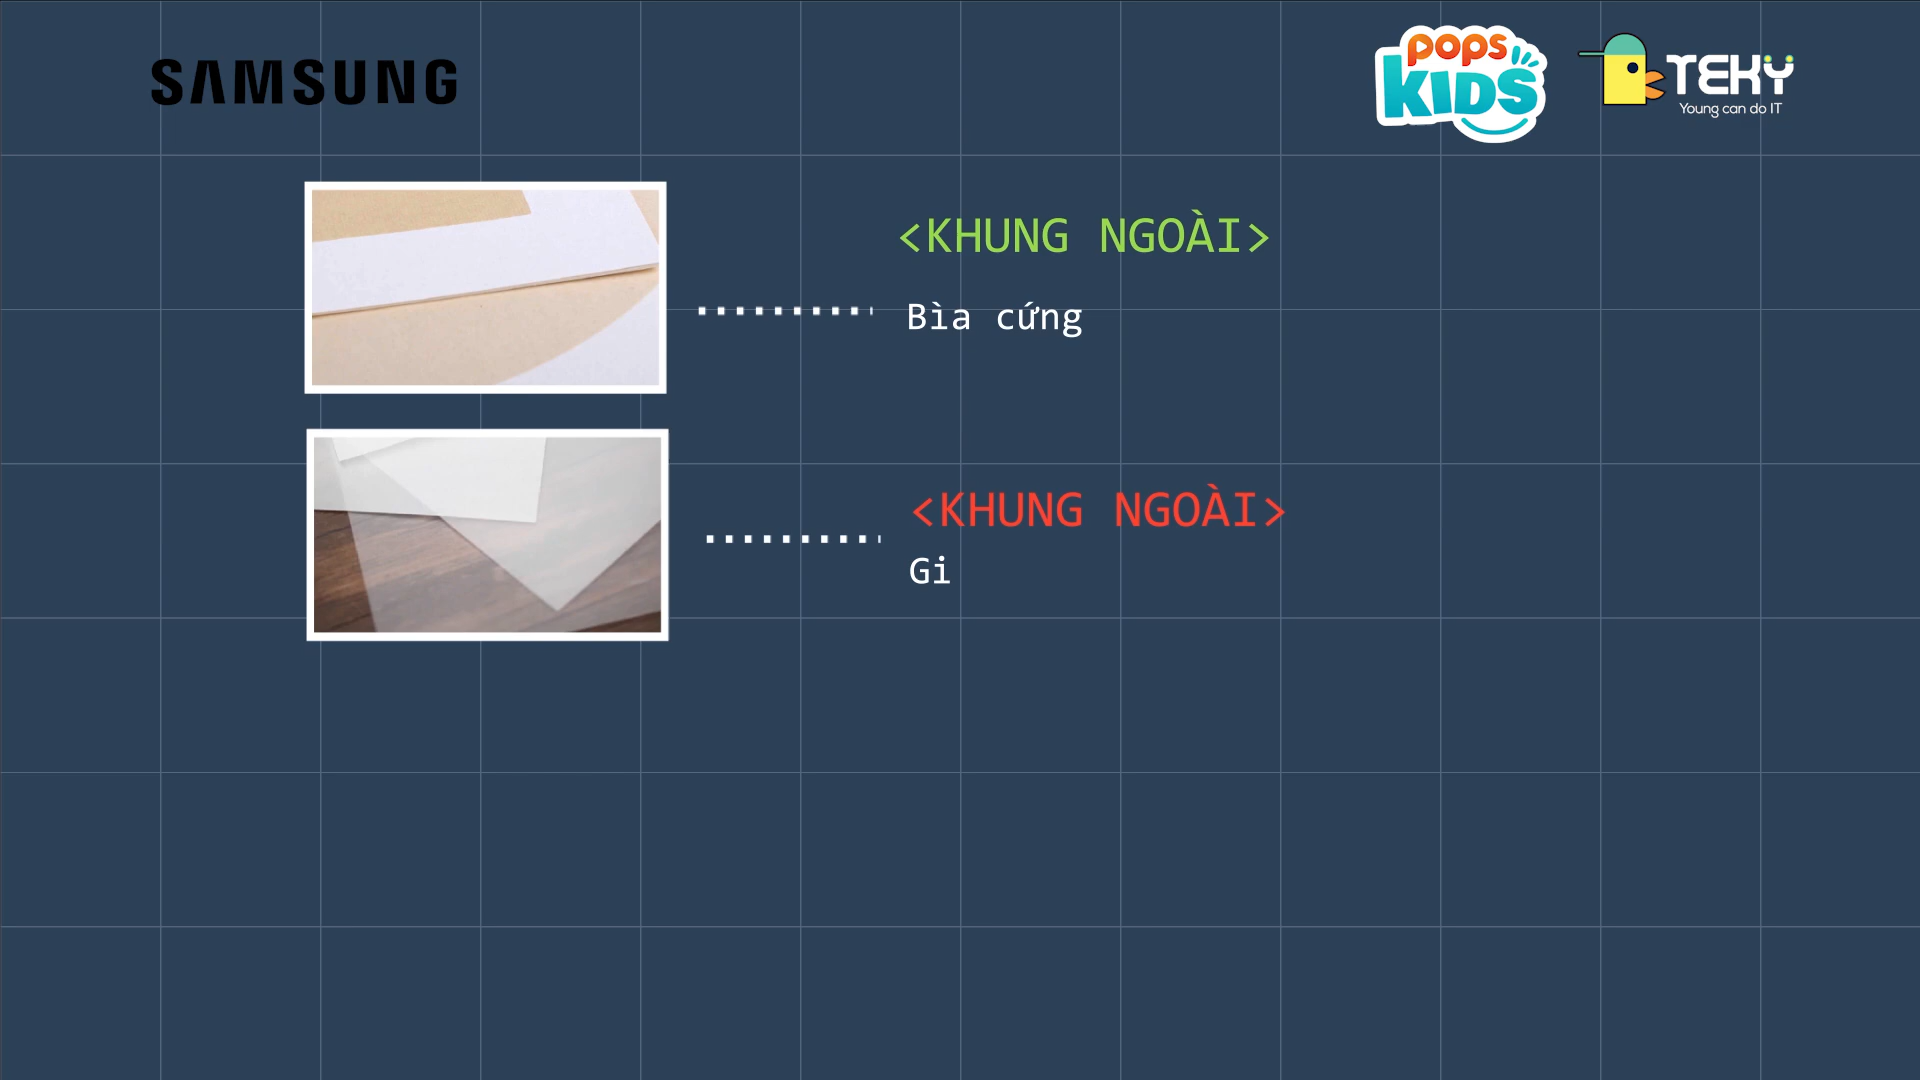 SAMSUNG
pops
KIDS
TEKY
Young can do IT
<KHUNG NGOÀI>
Bìa cứng
<KHUNG NGOÀI>
Gi